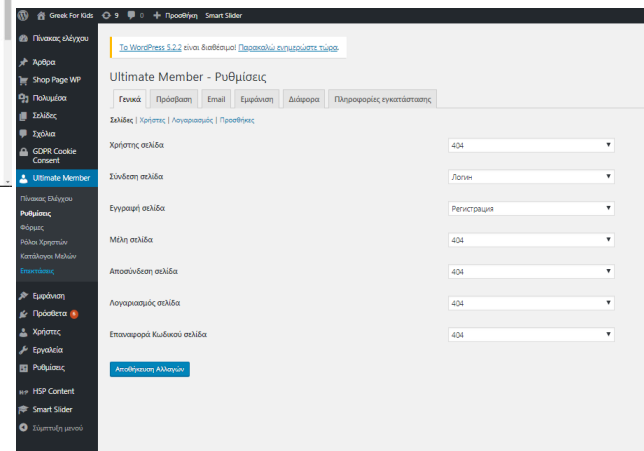 Greek For Kids 9 0 + Προσθήκη Smart Slider
Πίνακας ελέγχου
Άρθρα
Shop Page WP
Πολυμέσα
Σελίδες
Σχόλια
GDPR Cookie
Consent
Ultimate Member
Πίνακας Ελέγχου
Ρυθμίσεις
Φόρμες
Ρόλοι Χρηστών
Κατάλογοι Μελών
Επεκτάσεις
Εμφάνιση
Πρόσθετα 6
Χρήστες
Εργαλεία
Ρυθμίσεις
HSP Content
Smart Slider
Σύμπτυξη μενού
Το WordPress 5.2.2 είναι διαθέσιμο! Παρακαλώ ενημερώστε τώρα.
Ultimate Member - Ρυθμίσεις
Γενικά Πρόσβαση Email Εμφάνιση Διάφορα Πληροφορίες εγκατάστασης
Σελίδες | Χρήστες | Λογαριασμός | Προσθήκες
Χρήστης σελίδα 404
Σύνδεση σελίδα Логин
Εγγραφή σελίδα Регистрация
Μέλη σελίδα 404
Αποσύνδεση σελίδα 404
Λογαριασμός σελίδα 404
Επαναφορά Κωδικού σελίδα 404
Αποθήκευση Αλλαγών